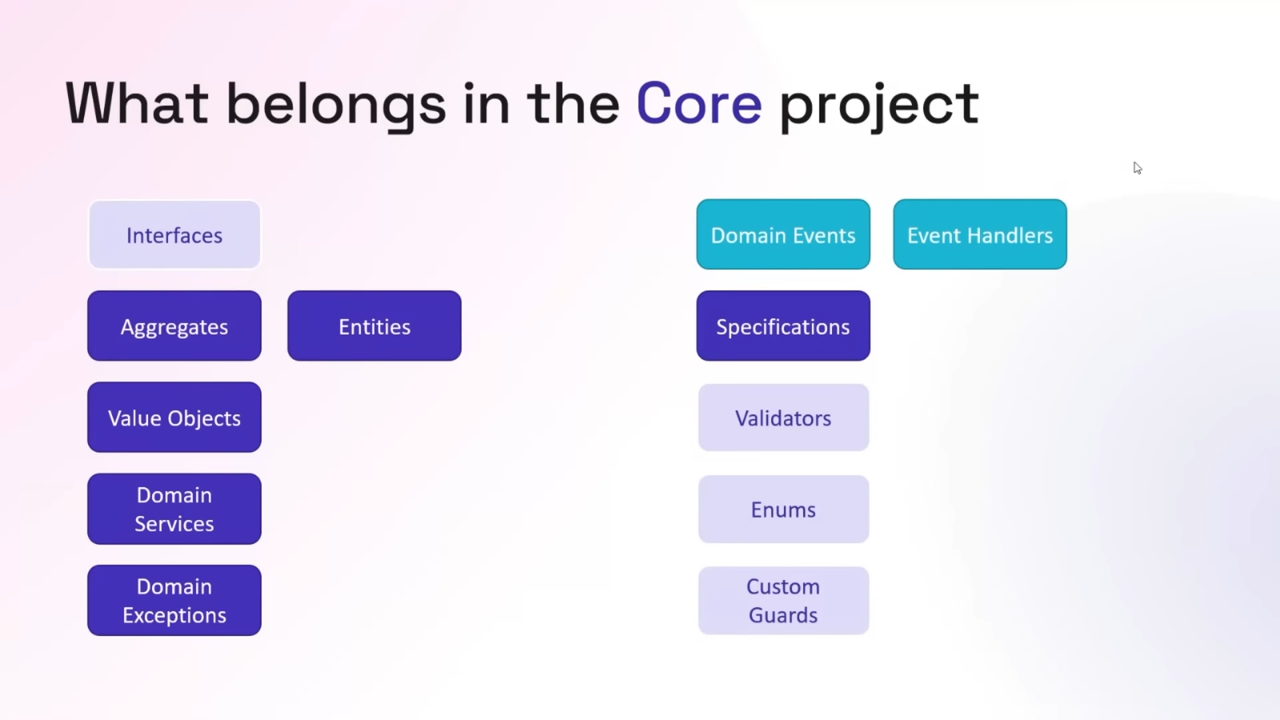 What belongs in the Core project
Interfaces
Aggregates
Entities
Value Objects
Domain
Services
Domain
Exceptions
Domain Events
Event Handlers
Specifications
Validators
Enums
Custom
Guards